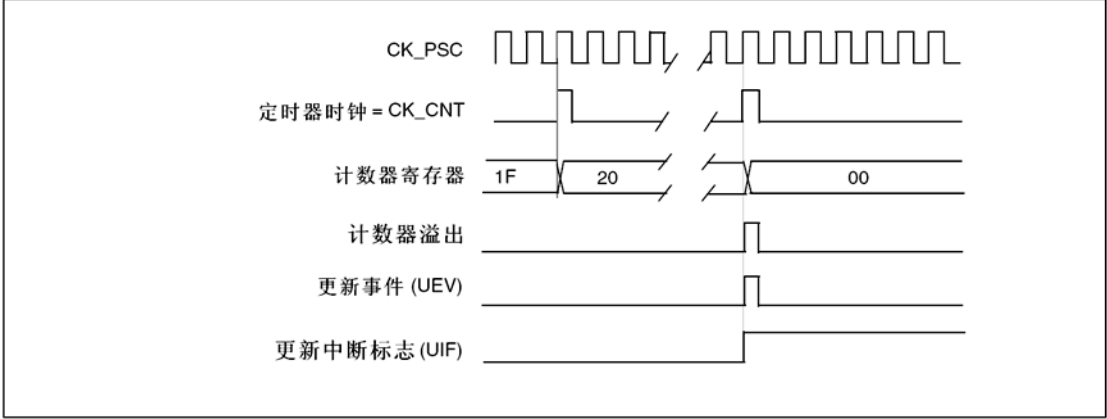 CK_PSC
定时器时钟 = CK_CNT
计数器寄存器 1F 20 00
计数器溢出
更新事件 (UEV)
更新中断标志 (UIF)